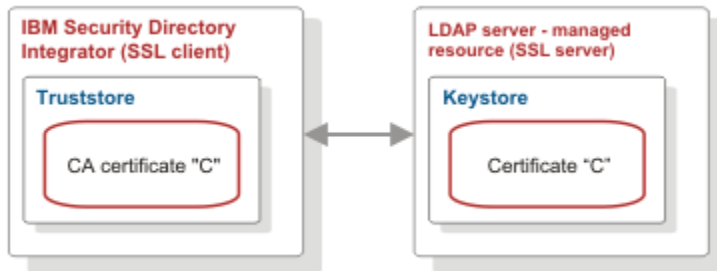 IBM Security Directory
Integrator (SSL client)
Truststore
CA certificate "C"
LDAP server - managed
resource (SSL server)
Keystore
Certificate “C”